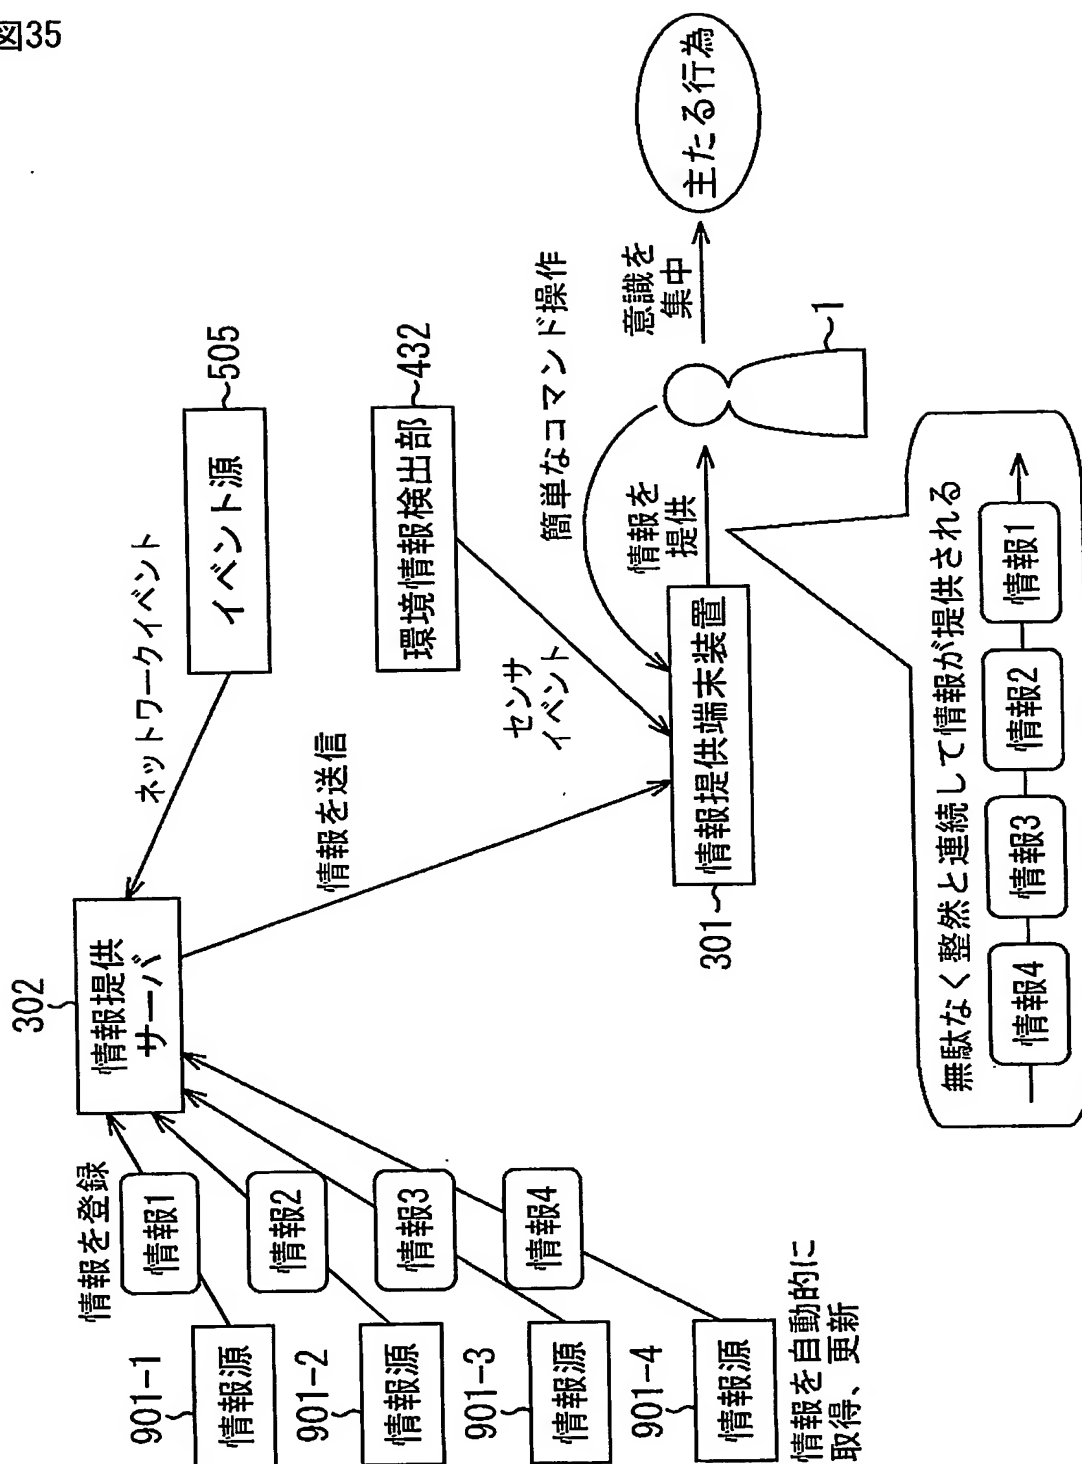 図35
901-1
情報源
901-2
情報源
901-3
情報源
901-4
情報源
情報を自動的に
取得、更新
情報を登録
情報1
情報2
情報3
情報4
302
情報提供
サーバ
ネットワークイベント
イベント源
505
情報を送信
環境情報検出部
432
センサ
イベント
簡単なコマンド操作
301
情報提供端末装置
情報を
提供
1
意識を
集中
主たる行為
無駄なく整然と連続して情報が提供される
情報4
情報3
情報2
情報1